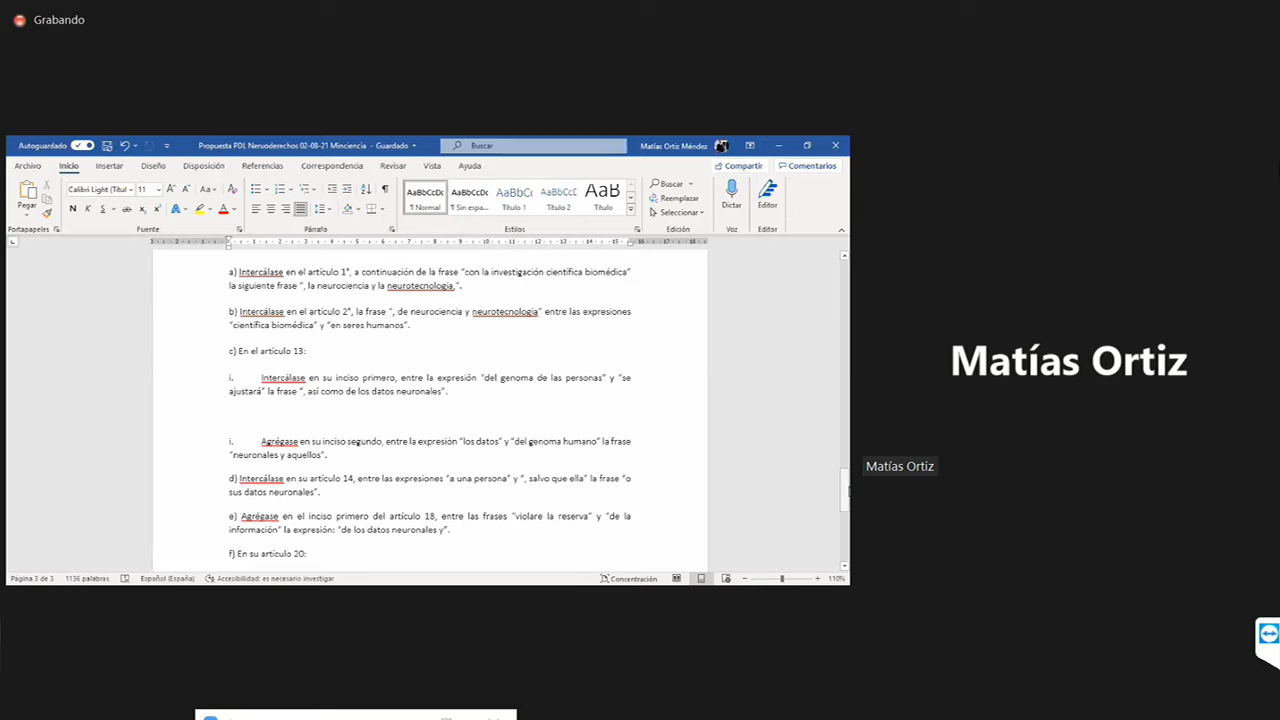 Grabando
Autoguardado
Propuesta PDL Neruoderechos 02-08-21 Minciencia - Guardado
Buscar
Matías Ortiz Méndez
Archivo Inicio Insertar Diseño Disposición Referencias Correspondencia Revisar Vista Ayuda Compartir Comentarios
Pegar
Calibri Light (Títul 11
AaBbCcDc AaBbCcDc AaBbCc AaBbCcD AaB
¶ Normal ¶ Sin espa... Título 1 Título 2 Título
Buscar
Reemplazar
Seleccionar
Dictar
Editor
Portapapeles Fuente Párrafo Estilos Edición Voz Editor
a) Intercálase en el artículo 1°, a continuación de la frase “con la investigación científica biomédica”
la siguiente frase “, la neurociencia y la neurotecnología,”.
b) Intercálase en el artículo 2°, la frase “, de neurociencia y neurotecnología” entre las expresiones
“científica biomédica” y “en seres humanos”.
c) En el artículo 13:
i. Intercálase en su inciso primero, entre la expresión “del genoma de las personas” y “se
ajustará” la frase “, así como de los datos neuronales”.
i. Agrégase en su inciso segundo, entre la expresión “los datos” y “del genoma humano” la frase
“neuronales y aquellos”.
d) Intercálase en su artículo 14, entre las expresiones “a una persona” y “, salvo que ella” la frase “o
sus datos neuronales”.
e) Agrégase en el inciso primero del artículo 18, entre las frases “violare la reserva” y “de la
información” la expresión: “de los datos neuronales y”.
f) En su artículo 20:
Página 3 de 3 1136 palabras Español (España) Accesibilidad: es necesario investigar Concentración 110%
Matías Ortiz
Matías Ortiz